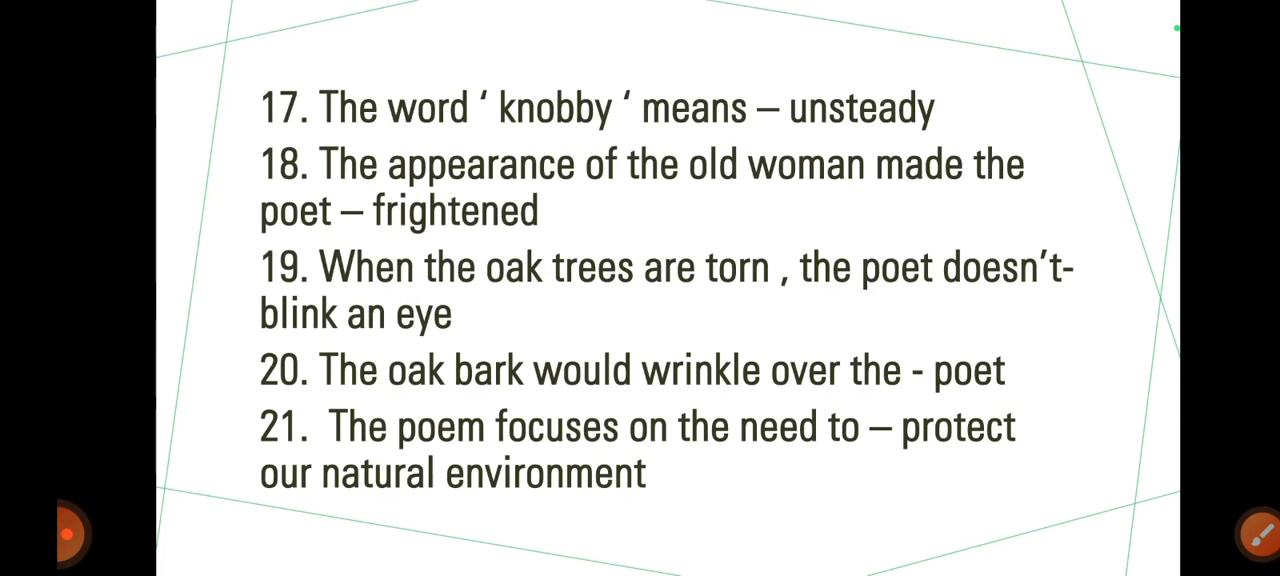 17. The word ‘ knobby ‘ means – unsteady
18. The appearance of the old woman made the
poet – frightened
19. When the oak trees are torn , the poet doesn’t-
blink an eye
20. The oak bark would wrinkle over the - poet
21.  The poem focuses on the need to – protect
our natural environment